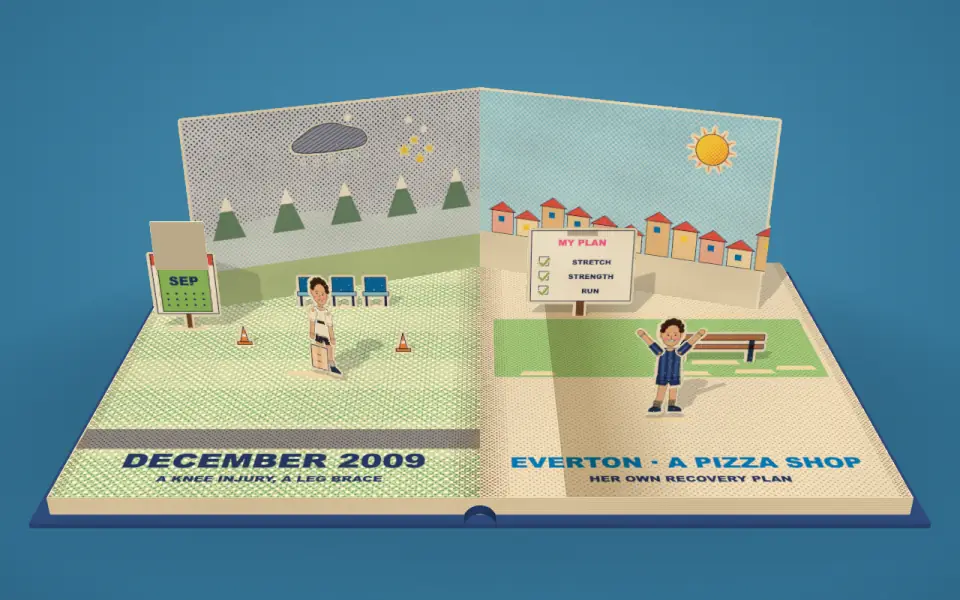 SEP
DECEMBER 2009
A KNEE INJURY, A LEG BRACE
MY PLAN
STRETCH
STRENGTH
RUN
EVERTON · A PIZZA SHOP
HER OWN RECOVERY PLAN